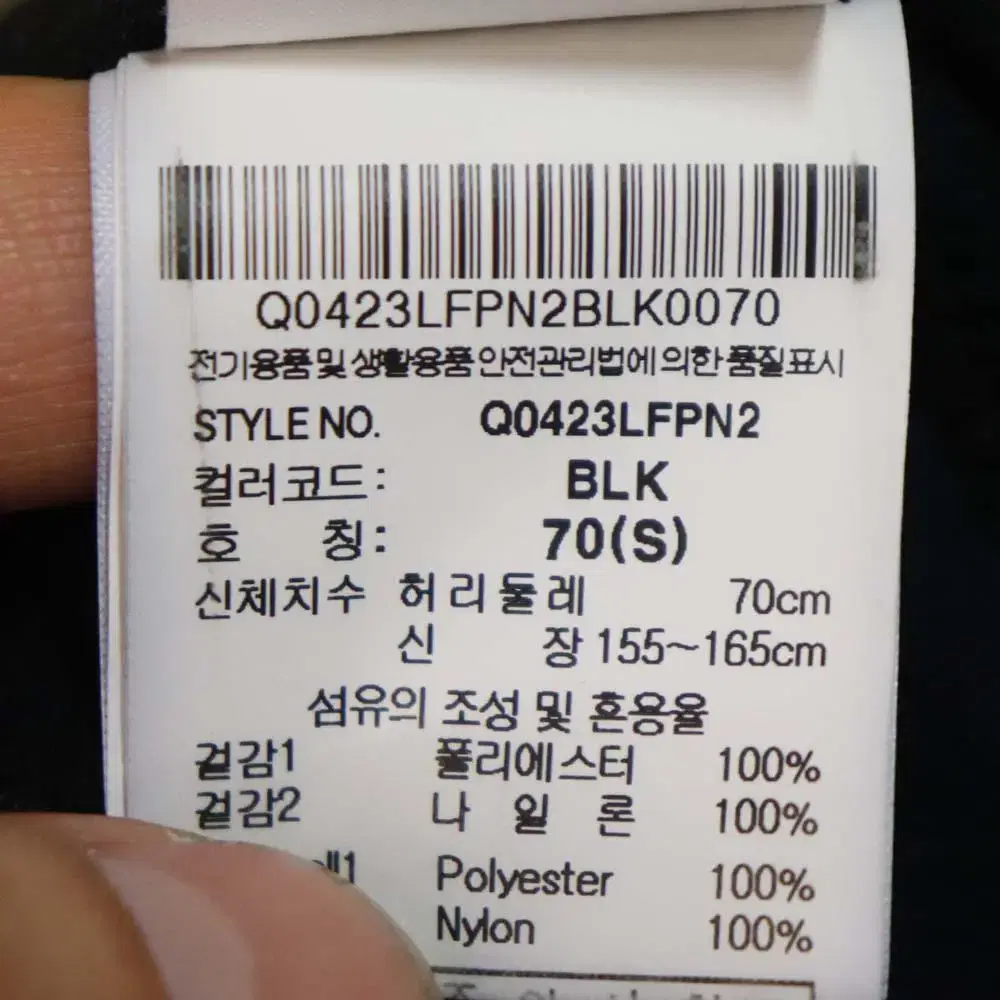 Q0423LFPN2BLK0070
전기용품 및 생활용품 안전관리법에 의한 품질표시
STYLE NO. Q0423LFPN2
컬러코드: BLK
호 칭: 70(S)
신체치수 허리둘레 70cm
신 장 155~165cm
섬유의 조성 및 혼용율
겉감1 폴리에스터 100%
겉감2 나 일 론 100%
Polyester 100%
Nylon 100%